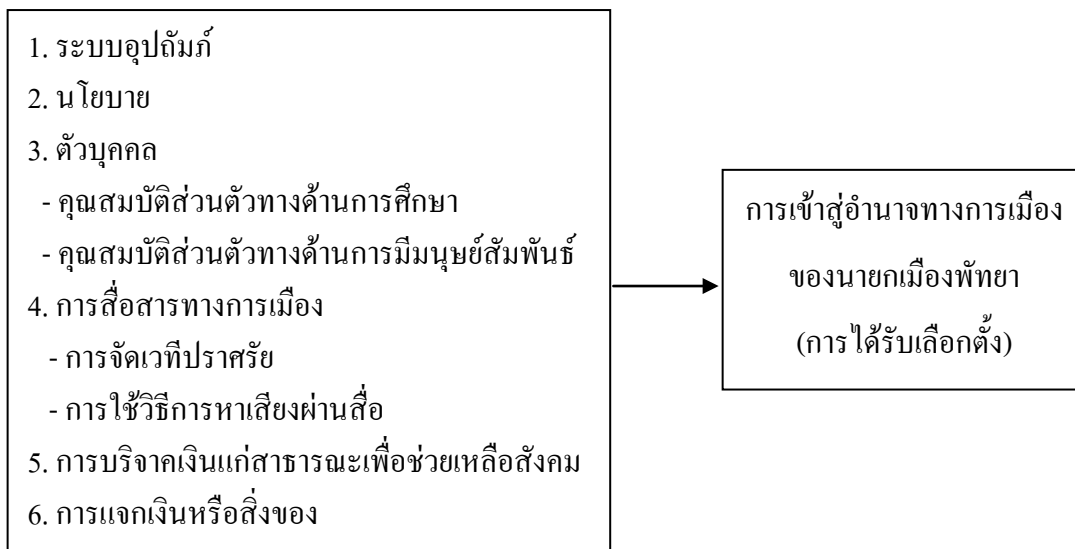 1. ระบบอุปถัมภ์
2. นโยบาย
3. ตัวบุคคล
- คุณสมบัติส่วนตัวทางด้านการศึกษา
- คุณสมบัติส่วนตัวทางด้านการมีมนุษย์สัมพันธ์
4. การสื่อสารทางการเมือง
- การจัดเวทีปราศรัย
- การใช้วิธีการหาเสียงผ่านสื่อ
5. การบริจาคเงินแก่สาธารณะเพื่อช่วยเหลือสังคม
6. การแจกเงินหรือสิ่งของ
การเข้าสู่อำนาจทางการเมือง
ของนายกเมืองพัทยา
(การได้รับเลือกตั้ง)